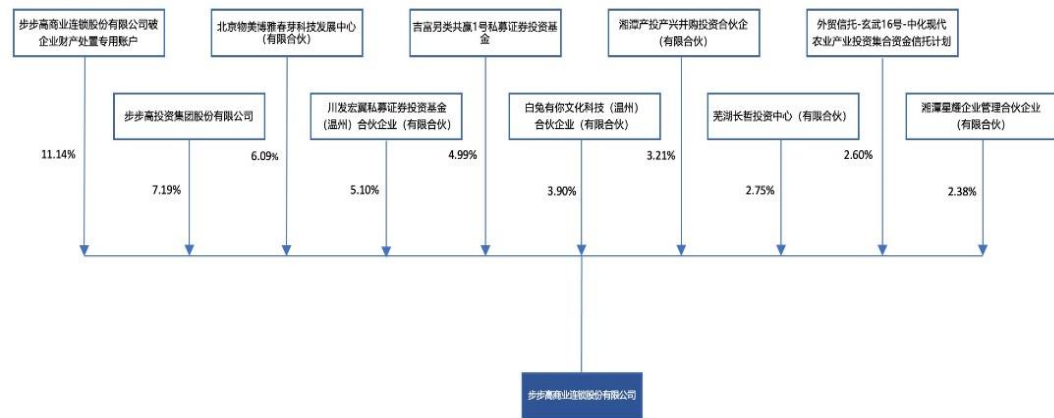 步步高商业连锁股份有限公司破
企业财产处置专用账户
北京物美博雅春芽科技发展中心
(有限合伙)
吉富另类共赢1号私募证券投资基
金
湘潭产投产兴并购投资合伙企
(有限合伙)
外贸信托-玄武16号-中化现代
农业产业投资集合资金信托计划
步步高投资集团股份有限公司
川发宏翼私募证券投资基金
(温州)合伙企业(有限合伙)
白兔有你文化科技(温州)
合伙企业(有限合伙)
芜湖长哲投资中心(有限合伙)
湘潭星耀企业管理合伙企业
(有限合伙)
11.14%
6.09%
4.99%
3.21%
2.60%
7.19%
5.10%
3.90%
2.75%
2.38%
步步高商业连锁股份有限公司